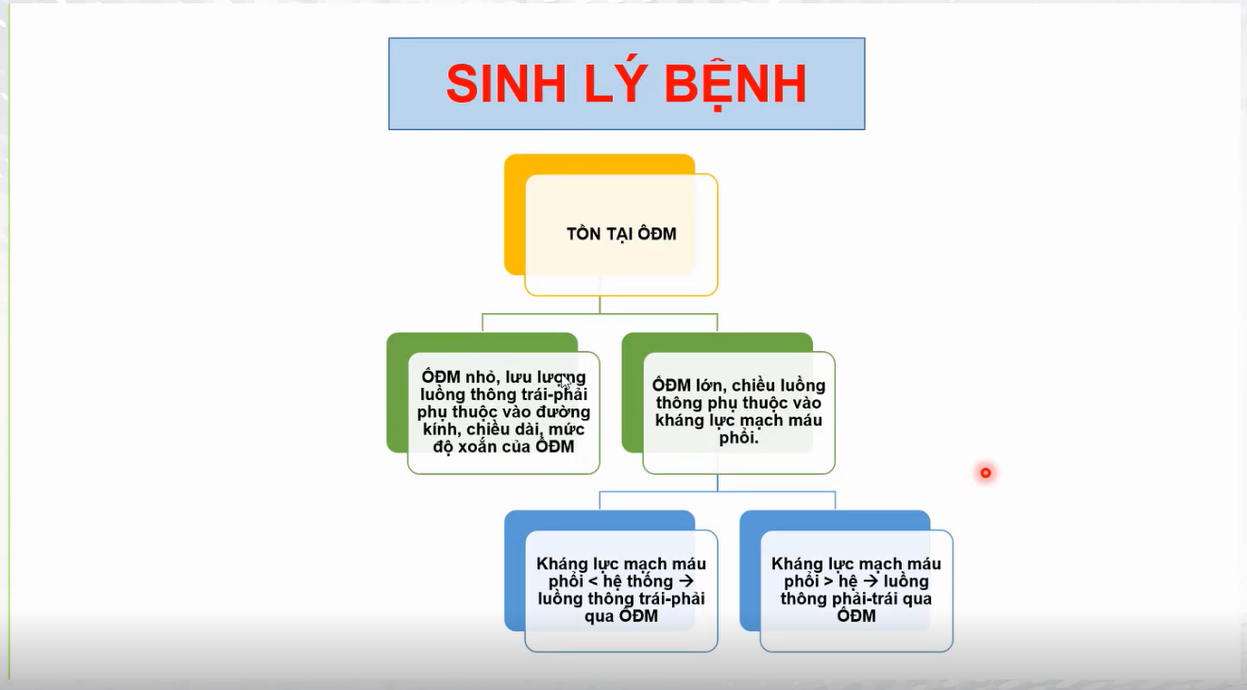 SINH LÝ BỆNH
TỒN TẠI ÔĐM
ÔĐM nhỏ, lưu lượng
luồng thông trái-phải
phụ thuộc vào đường
kính, chiều dài, mức
độ xoắn của ÔĐM
ÔĐM lớn, chiều luồng
thông phụ thuộc vào
kháng lực mạch máu
phổi.
Kháng lực mạch máu
phổi < hệ thống →
luồng thông trái-phải
qua ÔĐM
Kháng lực mạch máu
phổi > hệ → luồng
thông phải-trái qua
ÔĐM